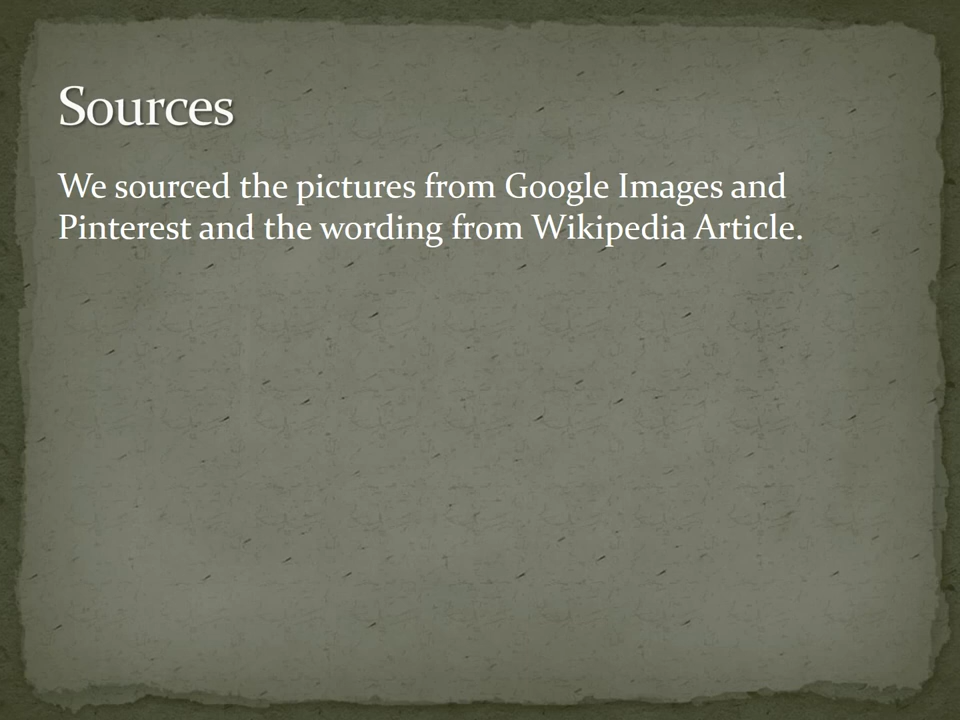 Sources
We sourced the pictures from Google Images and
Pinterest and the wording from Wikipedia Article.